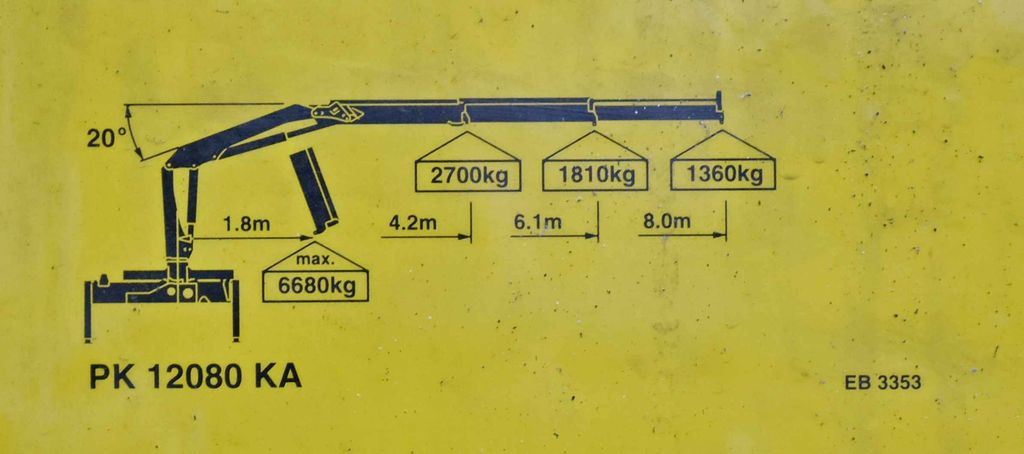 20°
2700kg
1810kg
1360kg
1.8m
4.2m
6.1m
8.0m
max.
6680kg
PK 12080 KA
EB 3353